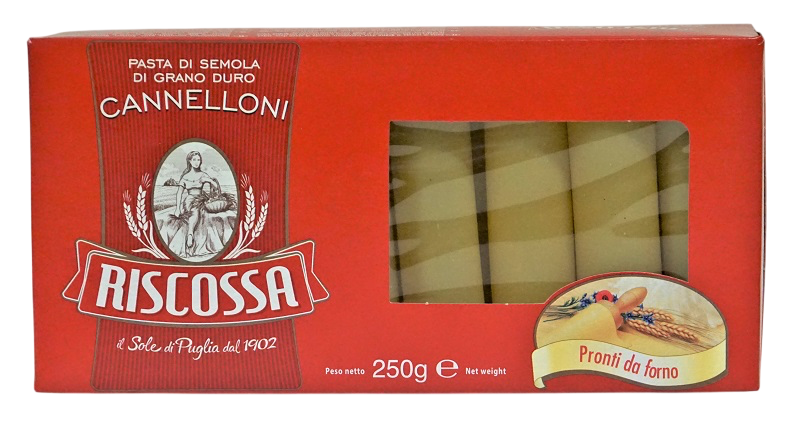 PASTA DI SEMOLA
DI GRANO DURO
CANNELLONI
RISCOSSA
il Sole di Puglia dal 1902
Peso netto 250g ℮ Net weight
Pronti da forno